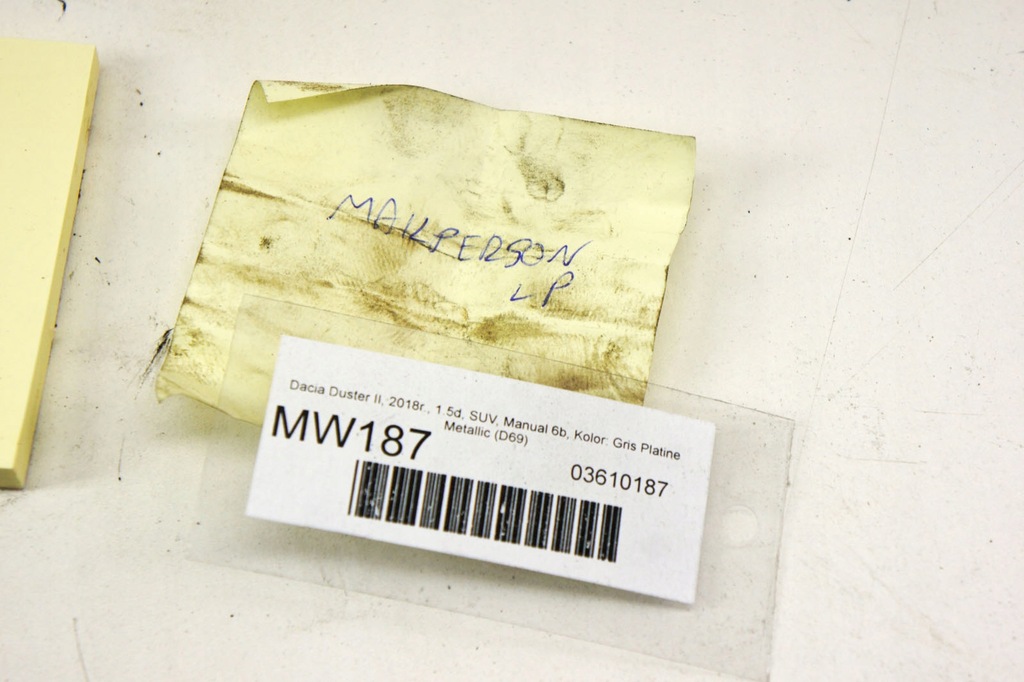 MAKPERSON
LP
Dacia Duster II, 2018r., 1.5d, SUV, Manual 6b, Kolor: Gris Platine
Metallic (D69)
MW187
03610187